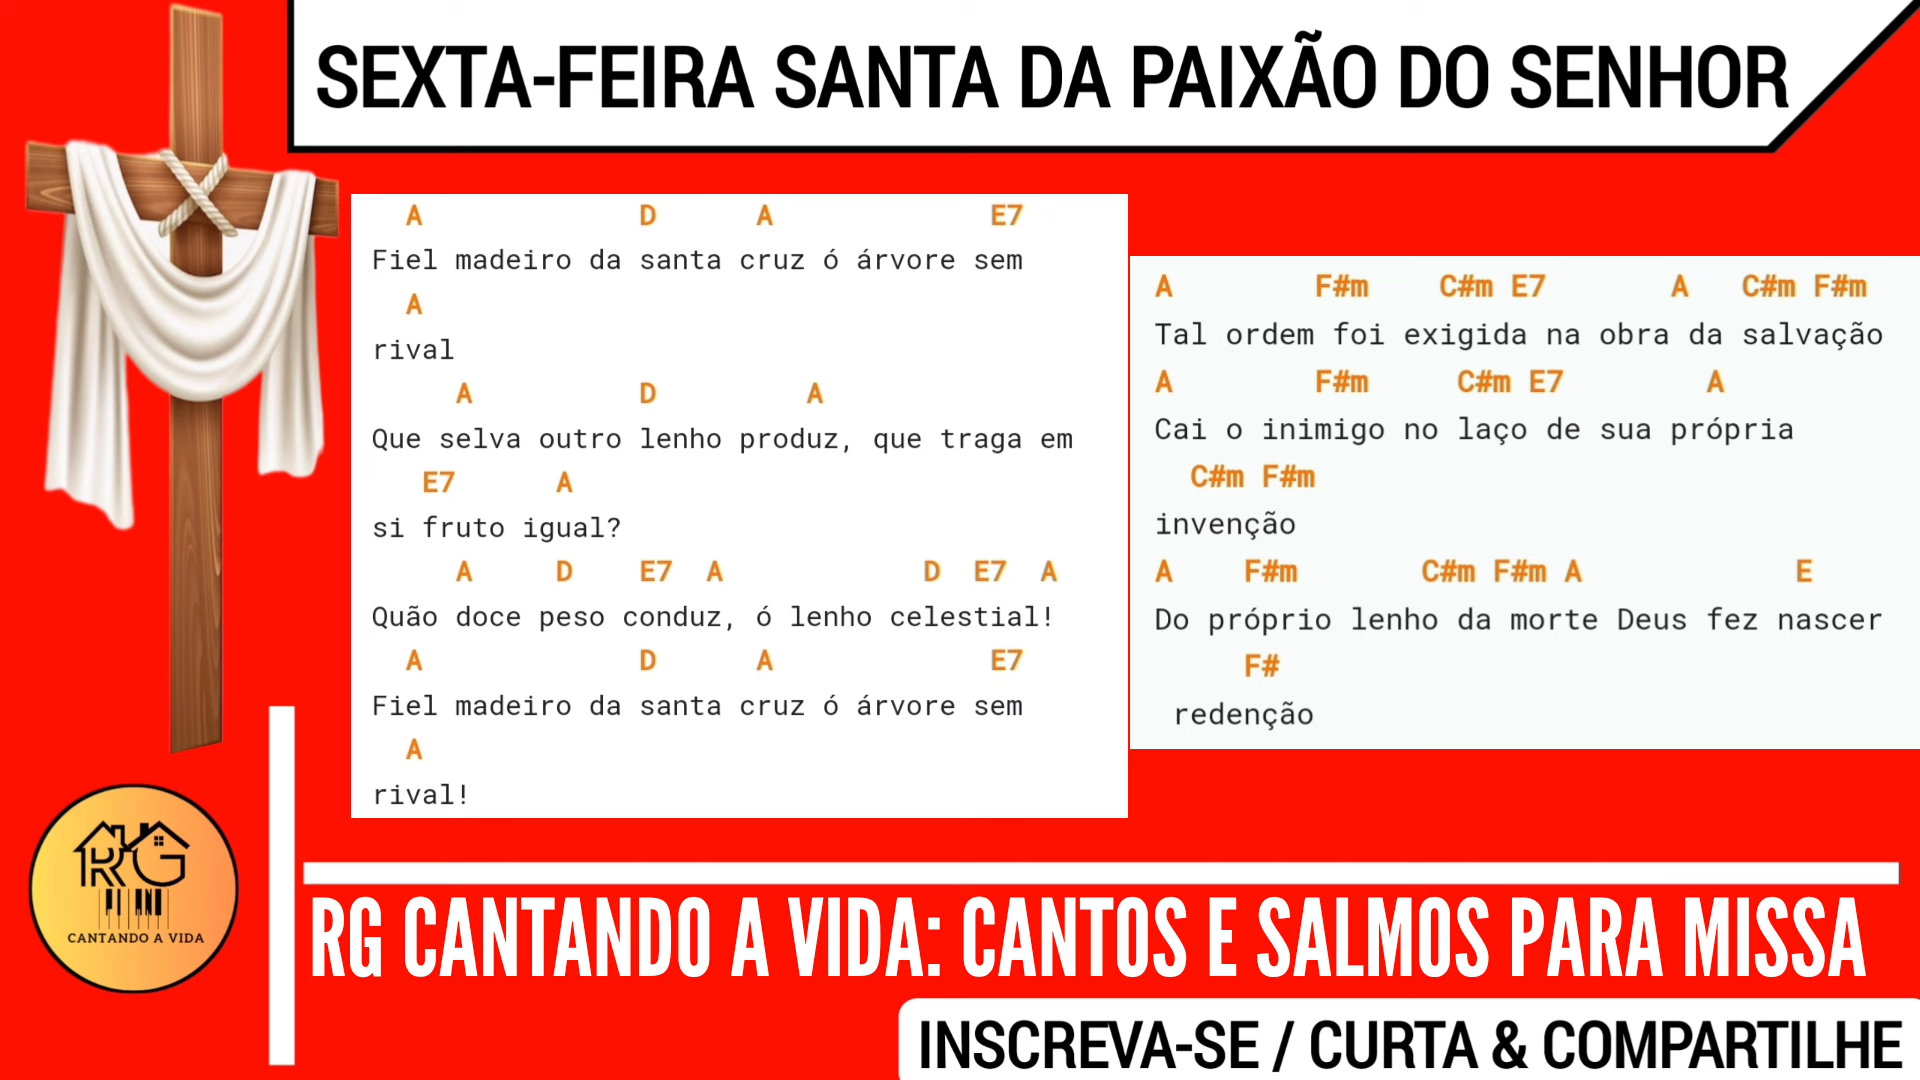 SEXTA-FEIRA SANTA DA PAIXÃO DO SENHOR
A D A E7
Fiel madeiro da santa cruz ó árvore sem
A
rival
A D A
Que selva outro lenho produz, que traga em
E7 A
si fruto igual?
A D E7 A D E7 A
Quão doce peso conduz, ó lenho celestial!
A D A E7
Fiel madeiro da santa cruz ó árvore sem
A
rival!
A F#m C#m E7 A C#m F#m
Tal ordem foi exigida na obra da salvação
A F#m C#m E7 A
Cai o inimigo no laço de sua própria
C#m F#m
invenção
A F#m C#m F#m A E
Do próprio lenho da morte Deus fez nascer
F#
redenção
RG
CANTANDO A VIDA
RG CANTANDO A VIDA: CANTOS E SALMOS PARA MISSA
INSCREVA-SE / CURTA & COMPARTILHE